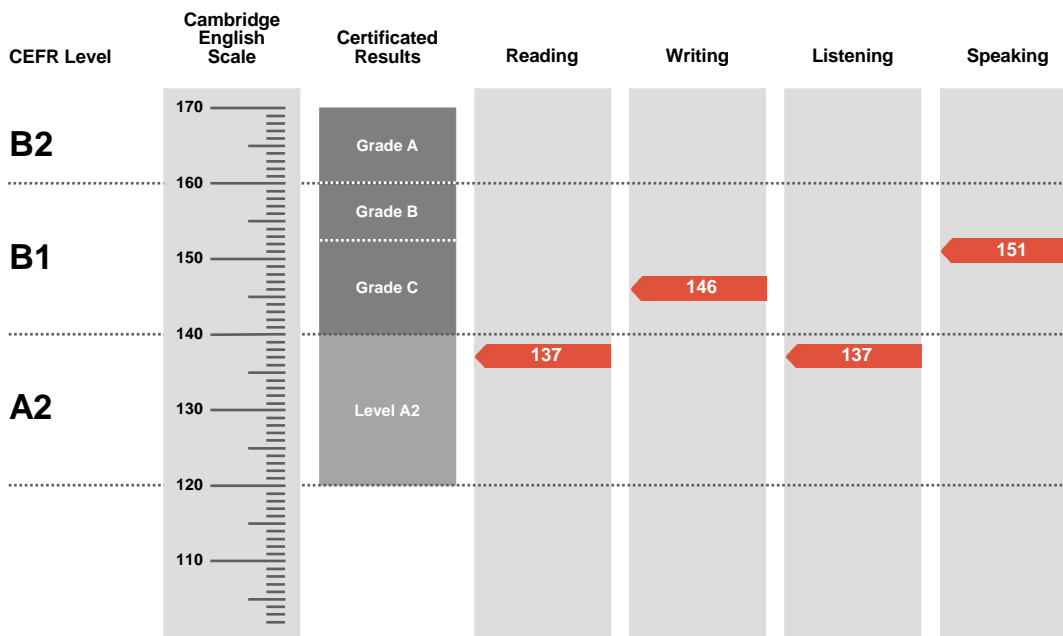 CEFR Level
Cambridge
English
Scale
Certificated
Results
Reading
Writing
Listening
Speaking
170
B2
Grade A
160
Grade B
B1
150
151
Grade C
146
140
137
137
A2
130
Level A2
120
110